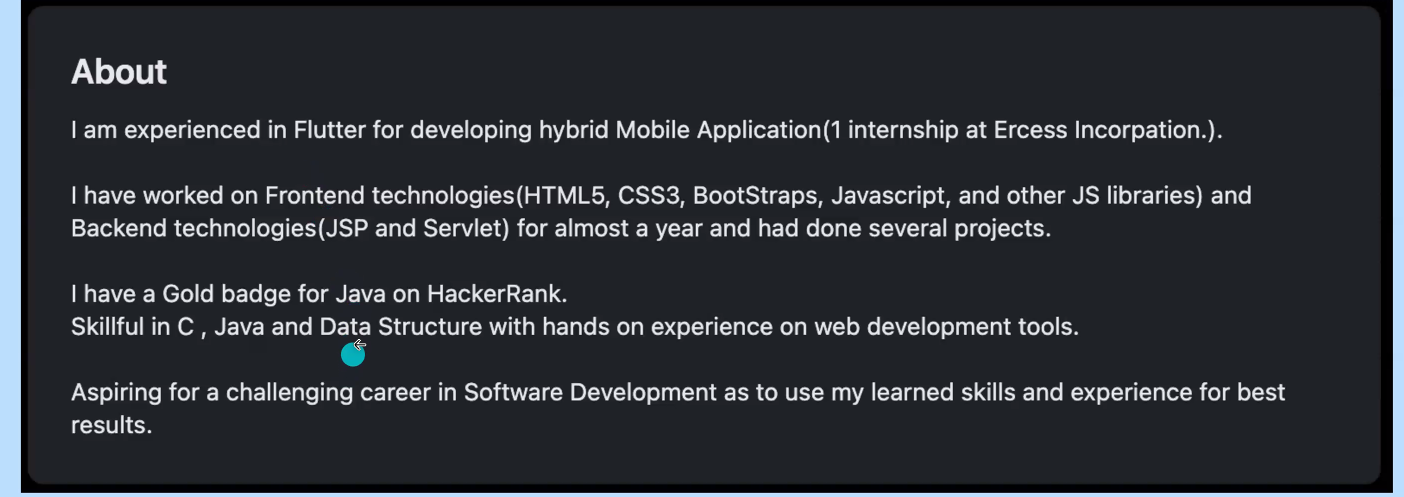 About
I am experienced in Flutter for developing hybrid Mobile Application(1 internship at Ercess Incorpation.).
I have worked on Frontend technologies(HTML5, CSS3, BootStraps, Javascript, and other JS libraries) and
Backend technologies(JSP and Servlet) for almost a year and had done several projects.
I have a Gold badge for Java on HackerRank.
Skillful in C , Java and Data Structure with hands on experience on web development tools.
Aspiring for a challenging career in Software Development as to use my learned skills and experience for best
results.